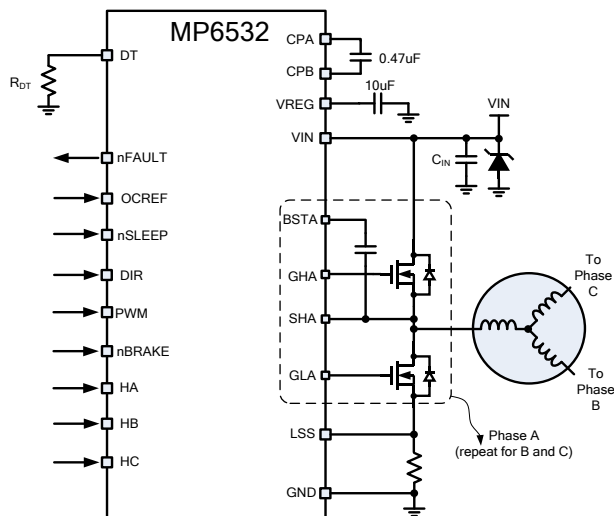 MP6532
DT
RDT
nFAULT
OCREF
nSLEEP
DIR
PWM
nBRAKE
HA
HB
HC
CPA
0.47uF
CPB
10uF
VREG
VIN
VIN
CIN
BSTA
GHA
SHA
GLA
LSS
GND
To
Phase
C
To
Phase
B
Phase A
(repeat for B and C)